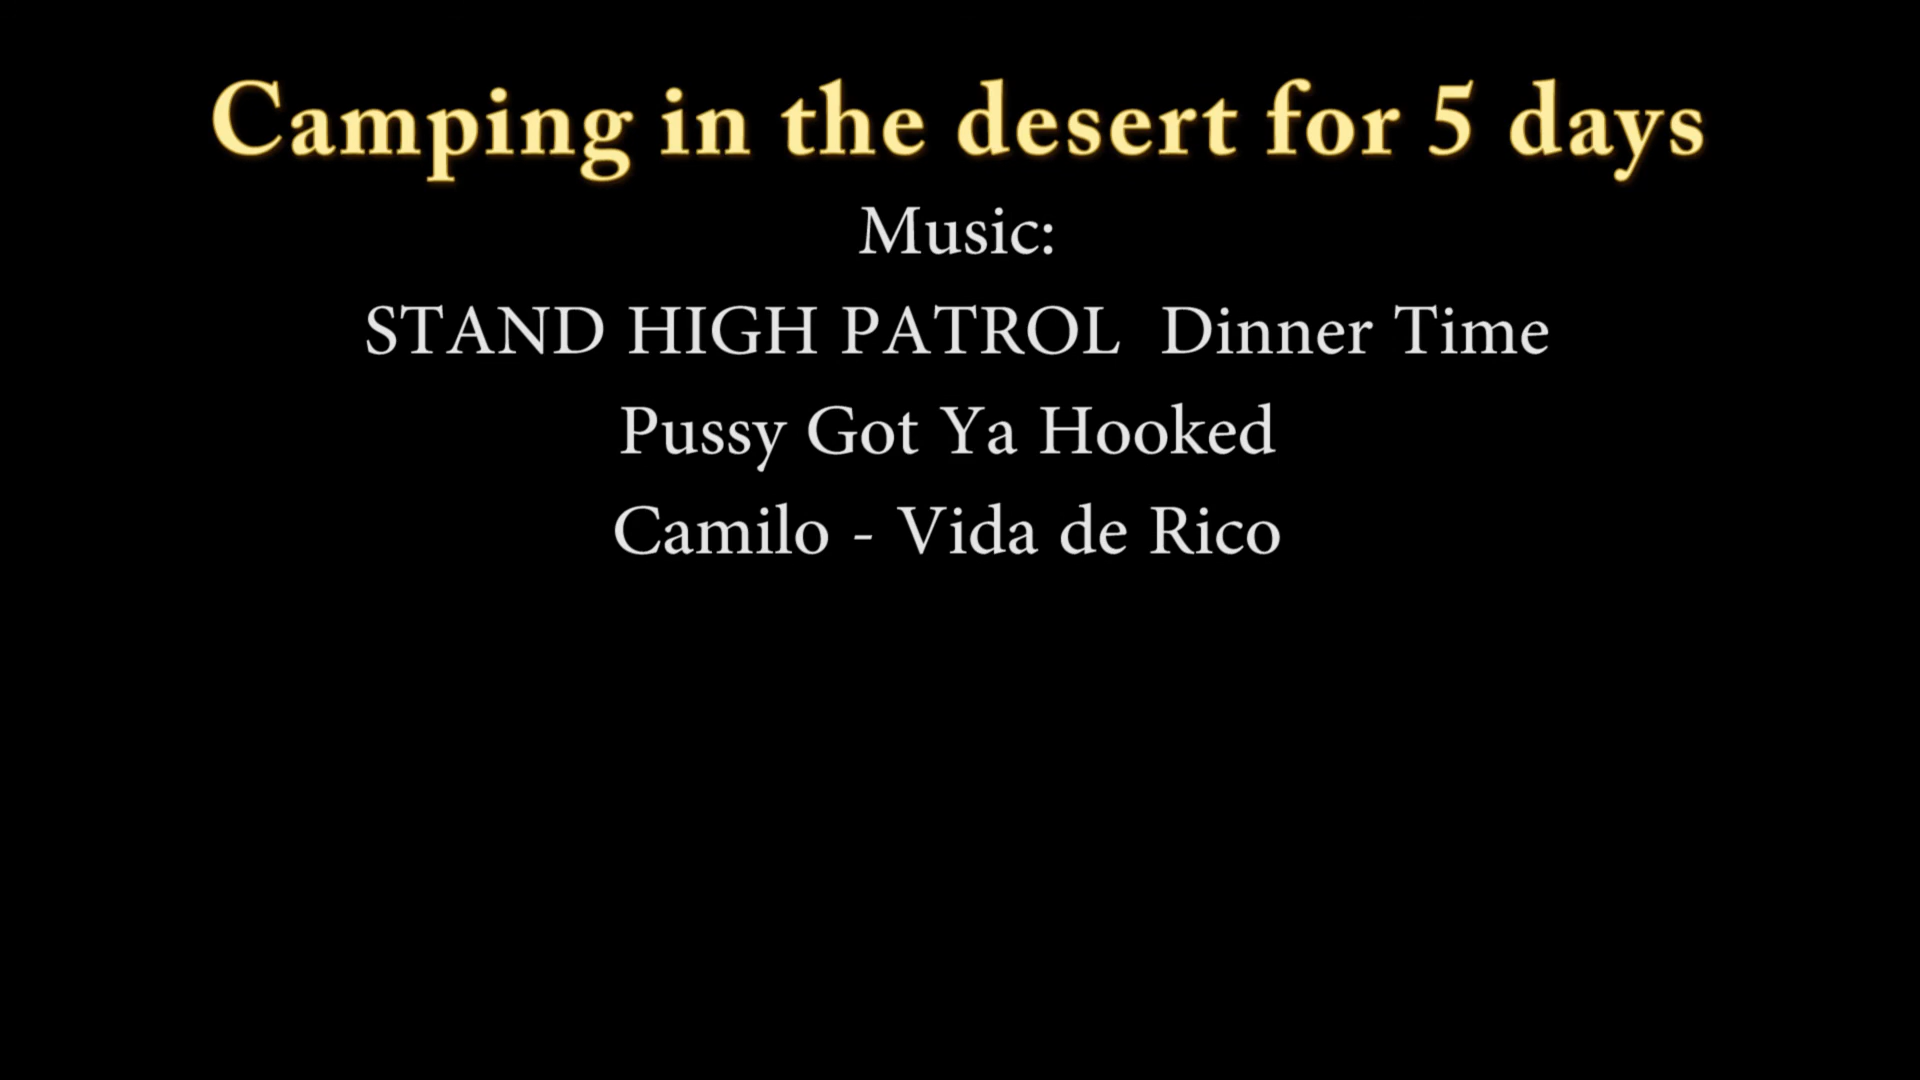 Camping in the desert for 5 days
Music:
STAND HIGH PATROL  Dinner Time
Pussy Got Ya Hooked
Camilo - Vida de Rico